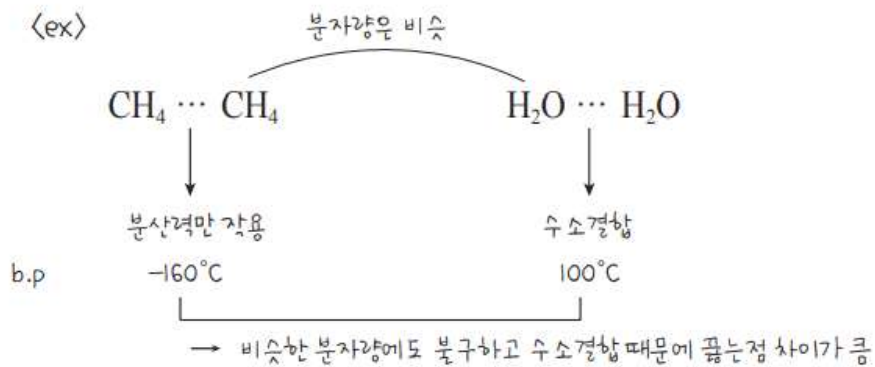 <ex>
분자량은 비슷
CH₄ ··· CH₄ H₂O ··· H₂O
분산력만 작용 수소결합
b.p -160°C 100°C
→ 비슷한 분자량에도 불구하고 수소결합 때문에 끓는점 차이가 큼